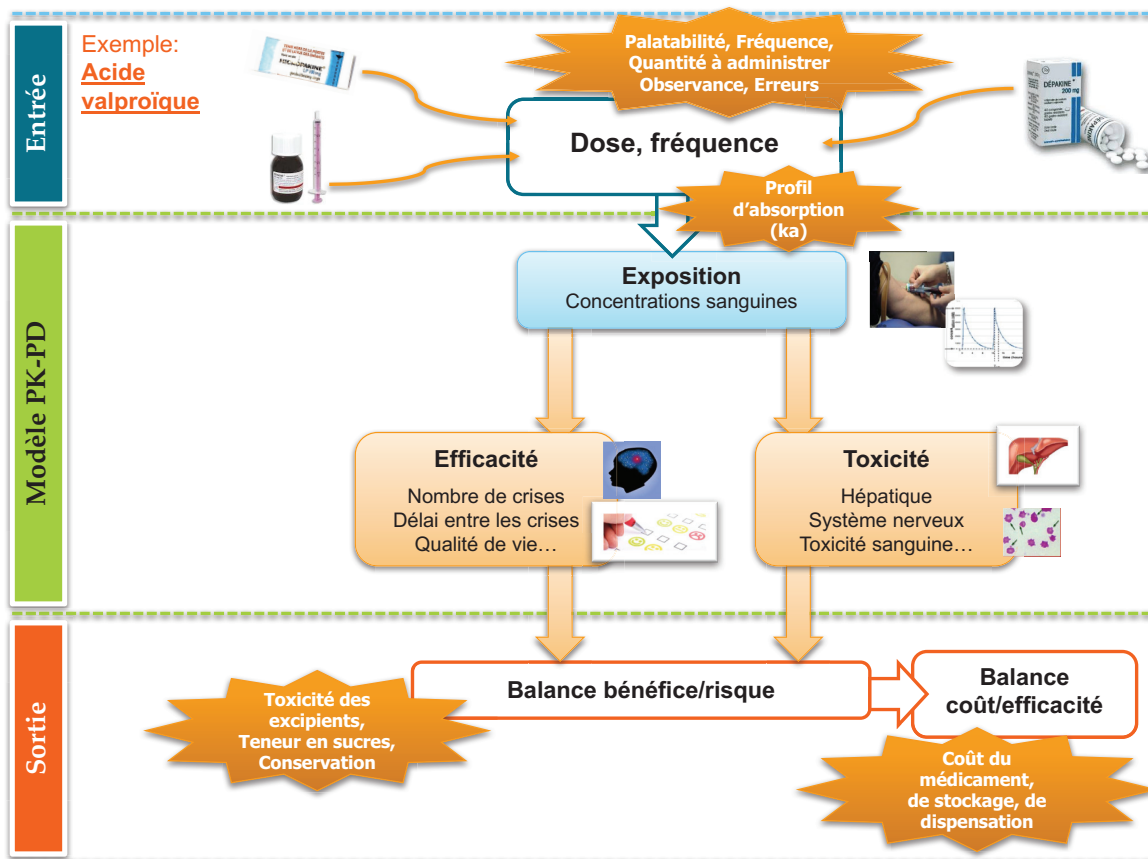 Entrée
Exemple:
Acide
valproïque
Palatabilité, Fréquence,
Quantité à administrer
Observance, Erreurs
DÉPAKINE
200 mg
Dose, fréquence
Profil
d'absorption
(ka)
Modèle PK-PD
Exposition
Concentrations sanguines
Efficacité
Nombre de crises
Délai entre les crises
Qualité de vie…
Toxicité
Hépatique
Système nerveux
Toxicité sanguine…
Sortie
Balance bénéfice/risque
Balance
coût/efficacité
Toxicité des
excipients,
Teneur en sucres,
Conservation
Coût du
médicament,
de stockage, de
dispensation